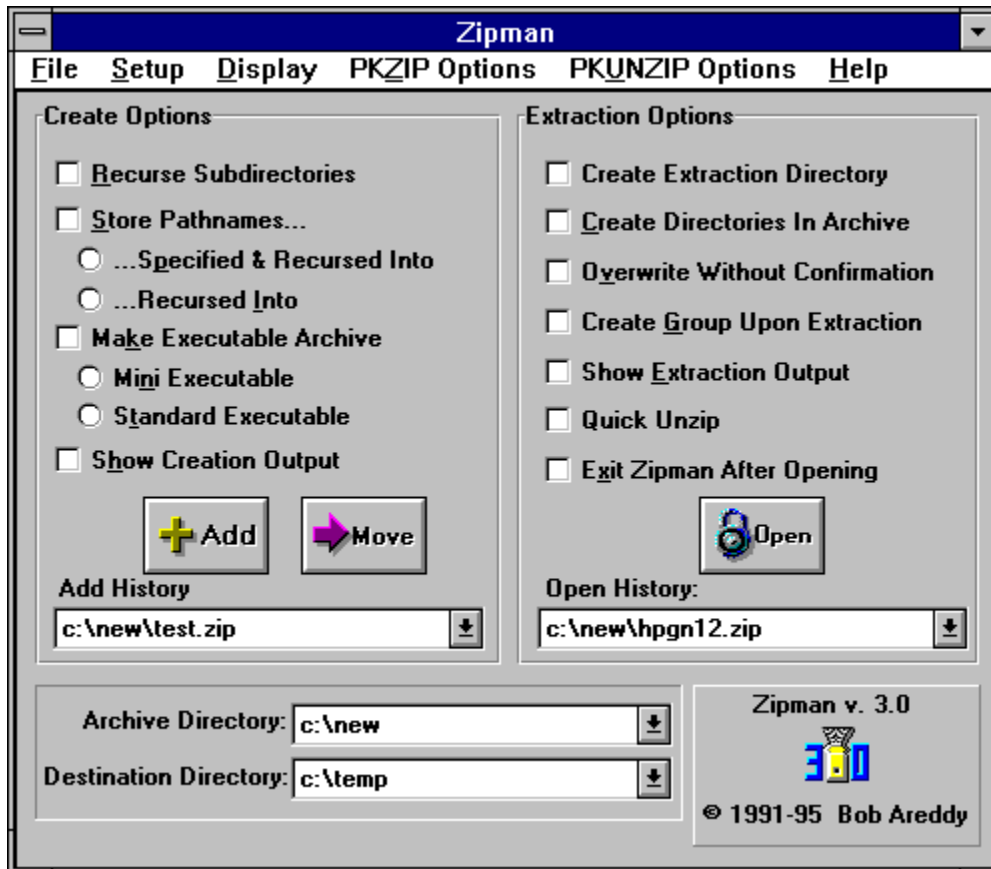 Zipman
File Setup Display PKZIP Options PKUNZIP Options Help
Create Options
Recurse Subdirectories
Store Pathnames...
...Specified & Recursed Into
...Recursed Into
Make Executable Archive
Mini Executable
Standard Executable
Show Creation Output
Add
Move
Add History
c:\new\test.zip
Extraction Options
Create Extraction Directory
Create Directories In Archive
Overwrite Without Confirmation
Create Group Upon Extraction
Show Extraction Output
Quick Unzip
Exit Zipman After Opening
Open
Open History:
c:\new\hpgn12.zip
Archive Directory: c:\new
Destination Directory: c:\temp
Zipman v. 3.0
3.0
© 1991-95 Bob Areddy